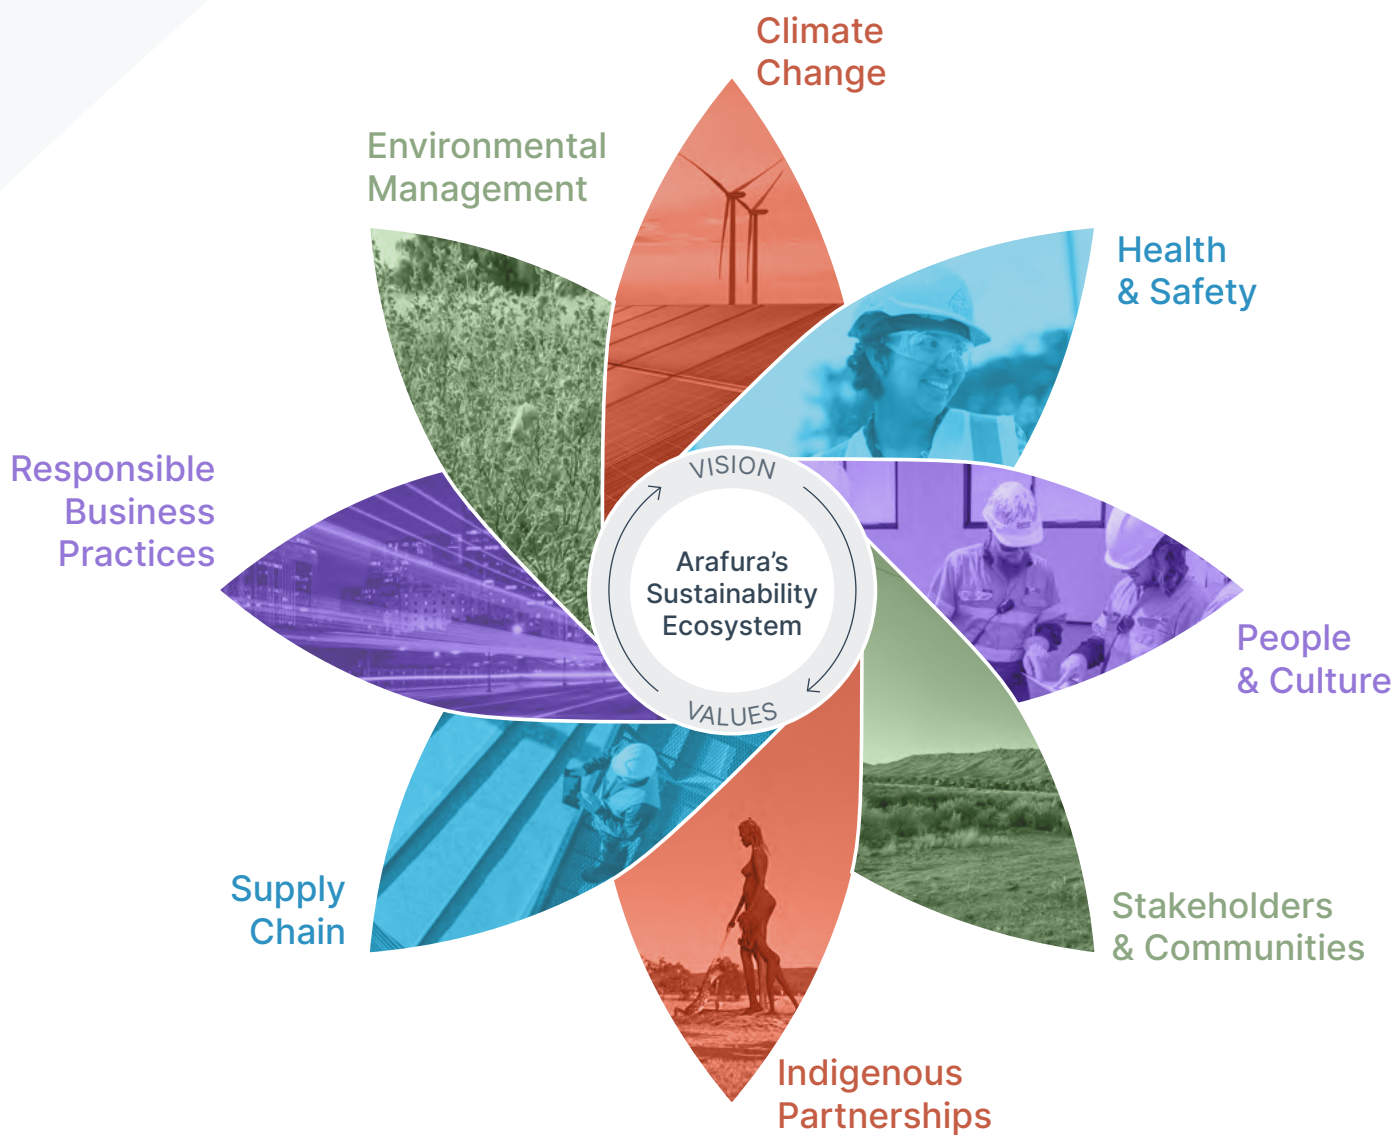 Climate
Change
Environmental
Management
Health
& Safety
Responsible
Business
Practices
VISION
Arafura’s
Sustainability
Ecosystem
VALUES
People
& Culture
Supply
Chain
Stakeholders
& Communities
Indigenous
Partnerships